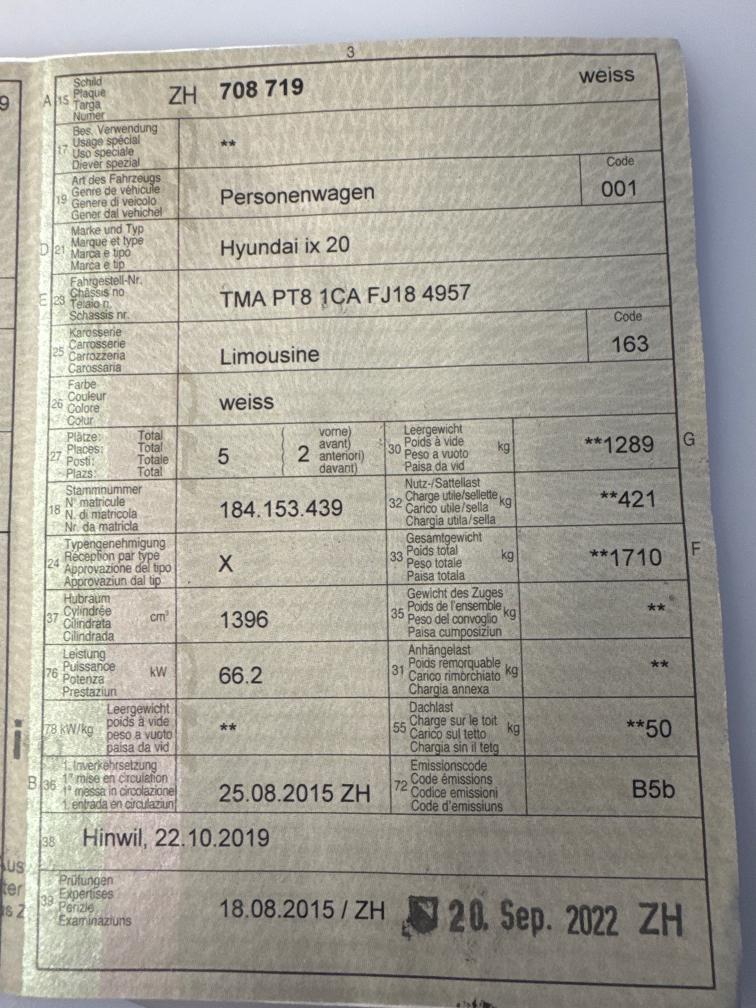 3
A 15 Schild
Plaque
Targa
Numer
ZH 708 719
weiss
17 Bes. Verwendung
Usage spécial
Uso speciale
Diever spezial
**
19 Art des Fahrzeugs
Genre de véhicule
Genere di veicolo
Gener dal vehichel
Personenwagen
Code
001
D 21 Marke und Typ
Marque et type
Marca e tipo
Marca e tip
Hyundai ix 20
E 23 Fahrgestell-Nr.
Châssis no
Telaio n.
Schassis nr.
TMA PT8 1CA FJ18 4957
25 Karosserie
Carrosserie
Carrozzeria
Carossaria
Limousine
Code
163
26 Farbe
Couleur
Colore
Colur
weiss
27 Plätze: Total
Places: Total
Posti: Totale
Plazs: Total
5
2
vorne)
avant)
anteriori)
davant)
30 Leergewicht
Poids à vide
Peso a vuoto
Paisa da vid
kg
**1289
G
18 Stammnummer
N° matricule
N. di matricola
Nr. da matricla
184.153.439
32 Nutz-/Sattellast
Charge utile/sellette
Carico utile/sella
Chargia utila/sella
kg
**421
24 Typengenehmigung
Réception par type
Approvazione del tipo
Approvaziun dal tip
X
33 Gesamtgewicht
Poids total
Peso totale
Paisa totala
kg
**1710
F
37 Hubraum
Cylindrée
Cilindrata
Cilindrada
cm³
1396
35 Gewicht des Zuges
Poids de l'ensemble
Peso del convoglio
Paisa cumposiziun
kg
**
76 Leistung
Puissance
Potenza
Prestaziun
kW
66.2
31 Anhängelast
Poids remorquable
Carico rimorchiato
Chargia annexa
kg
**
78 kW/kg
Leergewicht
poids à vide
peso a vuoto
paisa da vid
**
55 Dachlast
Charge sur le toit
Carico sul tetto
Chargia sin il tetg
kg
**50
B 36 1. Inverkehrsetzung
1re mise en circulation
1a messa in circolazione
1. entrada en circulaziun
25.08.2015 ZH
72 Emissionscode
Code émissions
Codice emissioni
Code d'emissiuns
B5b
38 Hinwil, 22.10.2019
39 Prüfungen
Expertises
Perizie
Examinaziuns
18.08.2015 / ZH
20. Sep. 2022 ZH